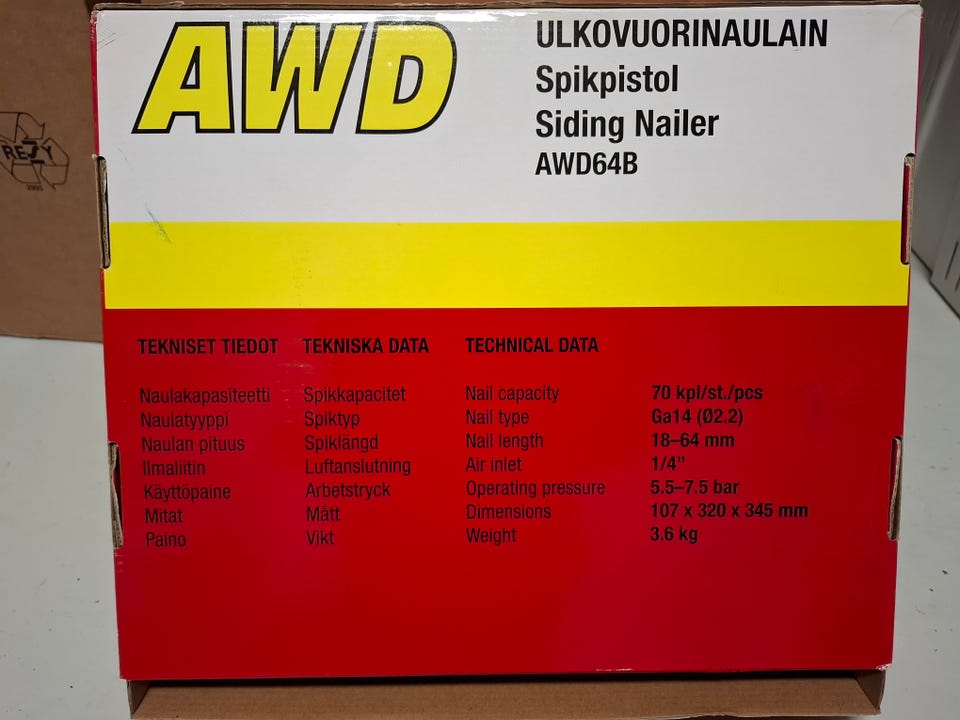 AWD
ULKOVUORINAULAIN
Spikpistol
Siding Nailer
AWD64B
RESY
TEKNISET TIEDOT TEKNISKA DATA TECHNICAL DATA
Naulakapasiteetti Spikkapacitet Nail capacity 70 kpl/st./pcs
Naulatyyppi Spiktyp Nail type Ga14 (Ø2.2)
Naulan pituus Spiklängd Nail length 18–64 mm
Ilmaliitin Luftanslutning Air inlet 1/4”
Käyttöpaine Arbetstryck Operating pressure 5.5–7.5 bar
Mitat Mått Dimensions 107 x 320 x 345 mm
Paino Vikt Weight 3.6 kg